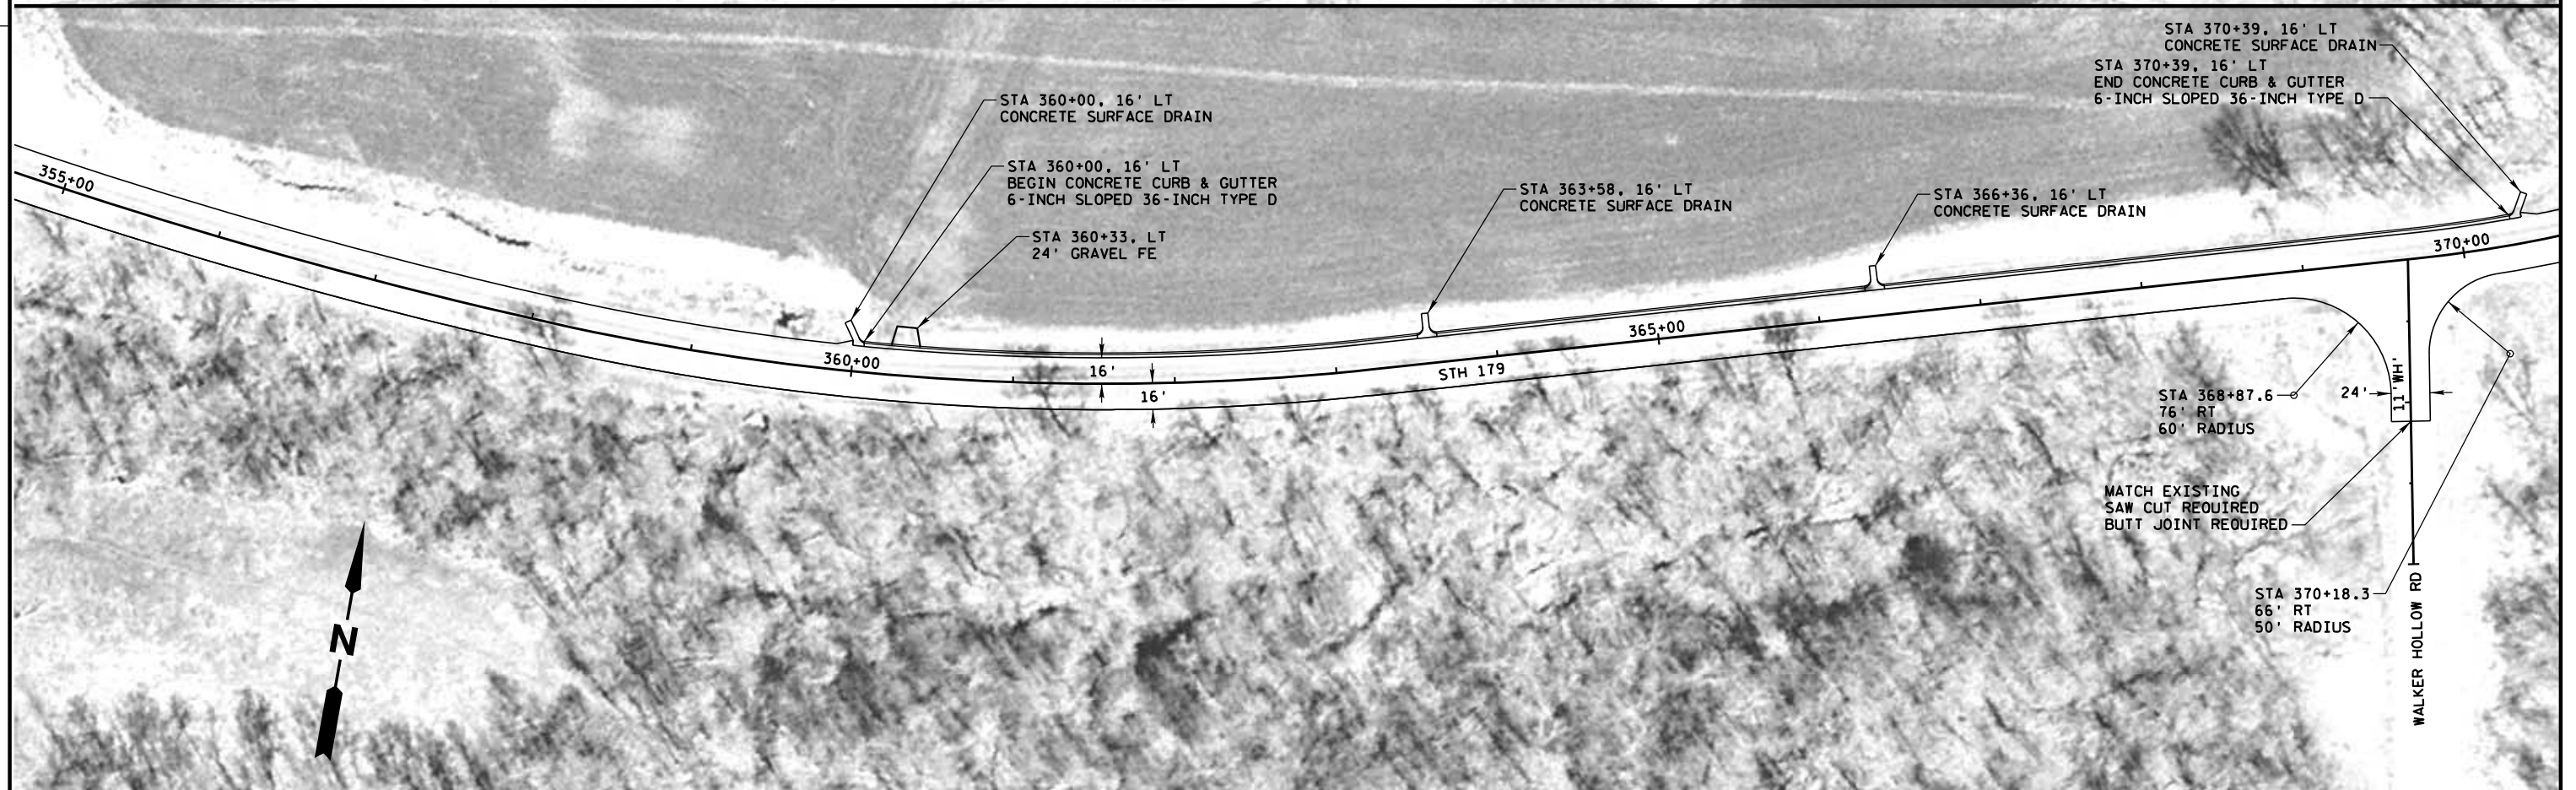 STA 370+39, 16' LT
CONCRETE SURFACE DRAIN
STA 370+39, 16' LT
END CONCRETE CURB & GUTTER
6-INCH SLOPED 36-INCH TYPE D
STA 360+00, 16' LT
CONCRETE SURFACE DRAIN
STA 360+00, 16' LT
BEGIN CONCRETE CURB & GUTTER
6-INCH SLOPED 36-INCH TYPE D
STA 360+33, LT
24' GRAVEL FE
STA 363+58, 16' LT
CONCRETE SURFACE DRAIN
STA 366+36, 16' LT
CONCRETE SURFACE DRAIN
355+00
360+00
365+00
370+00
16'
16'
STH 179
STA 368+87.6
76' RT
60' RADIUS
24'
11'WH'
MATCH EXISTING
SAW CUT REQUIRED
BUTT JOINT REQUIRED
STA 370+18.3
66' RT
50' RADIUS
WALKER HOLLOW RD
N